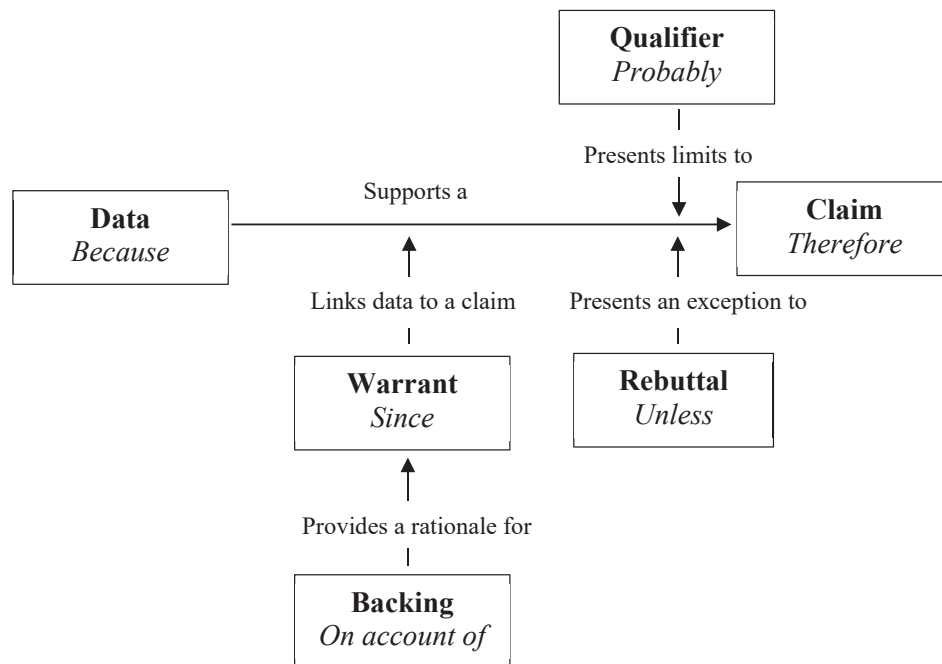 Qualifier
Probably
Presents limits to
Supports a
Data
Because
Claim
Therefore
Links data to a claim
Presents an exception to
Warrant
Since
Rebuttal
Unless
Provides a rationale for
Backing
On account of